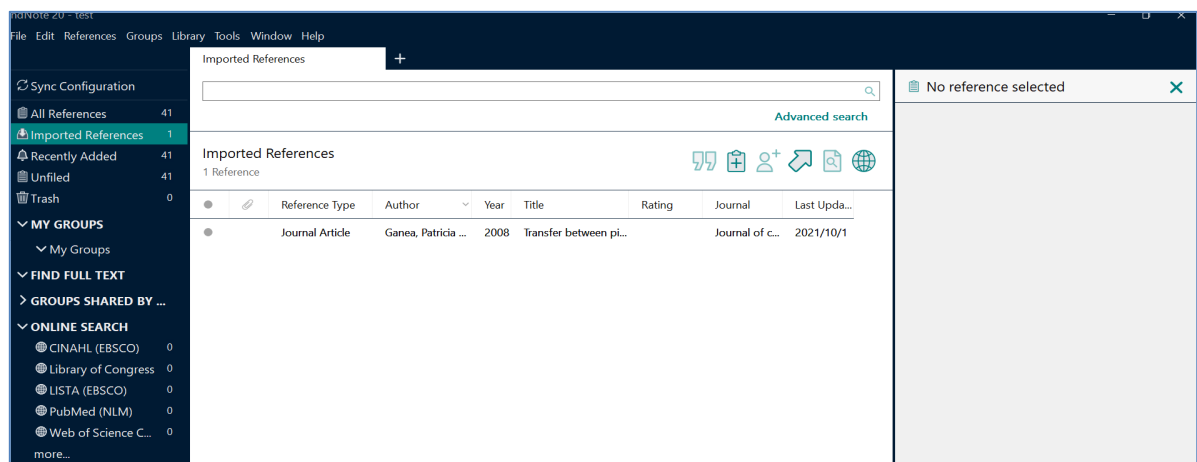 ndNote 20 - test
File Edit References Groups Library Tools Window Help
Imported References +
Sync Configuration
All References 41
Imported References 1
Recently Added 41
Unfiled 41
Trash 0
MY GROUPS
My Groups
FIND FULL TEXT
GROUPS SHARED BY ...
ONLINE SEARCH
CINAHL (EBSCO) 0
Library of Congress 0
LISTA (EBSCO) 0
PubMed (NLM) 0
Web of Science C... 0
more...
Advanced search
Imported References
1 Reference
Reference Type Author Year Title Rating Journal Last Upda...
Journal Article Ganea, Patricia ... 2008 Transfer between pi... Journal of c... 2021/10/1
No reference selected